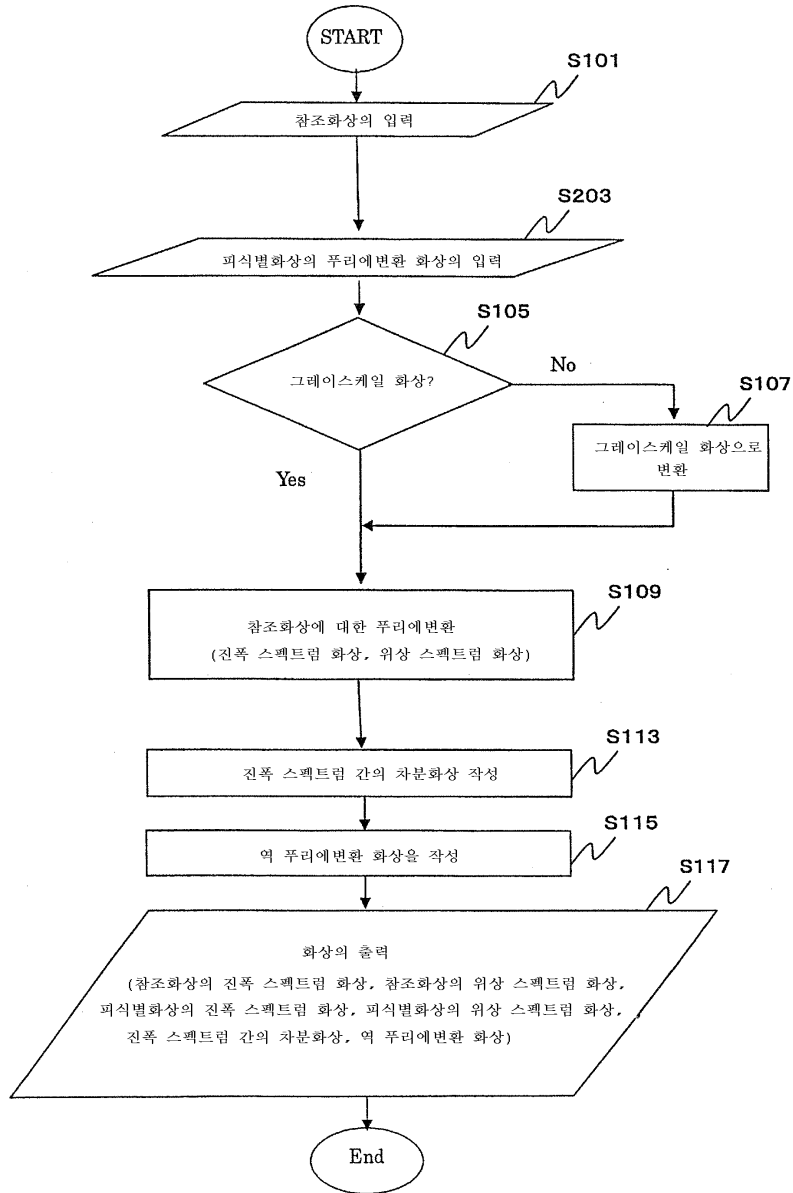 START
S101
참조화상의 입력
S203
피식별화상의 푸리에변환 화상의 입력
S105
그레이스케일 화상?
No
S107
그레이스케일 화상으로
변환
Yes
S109
참조화상에 대한 푸리에변환
(진폭 스펙트럼 화상, 위상 스펙트럼 화상)
S113
진폭 스펙트럼 간의 차분화상 작성
S115
역 푸리에변환 화상을 작성
S117
화상의 출력
(참조화상의 진폭 스펙트럼 화상, 참조화상의 위상 스펙트럼 화상,
피식별화상의 진폭 스펙트럼 화상, 피식별화상의 위상 스펙트럼 화상,
진폭 스펙트럼 간의 차분화상, 역 푸리에변환 화상)
End